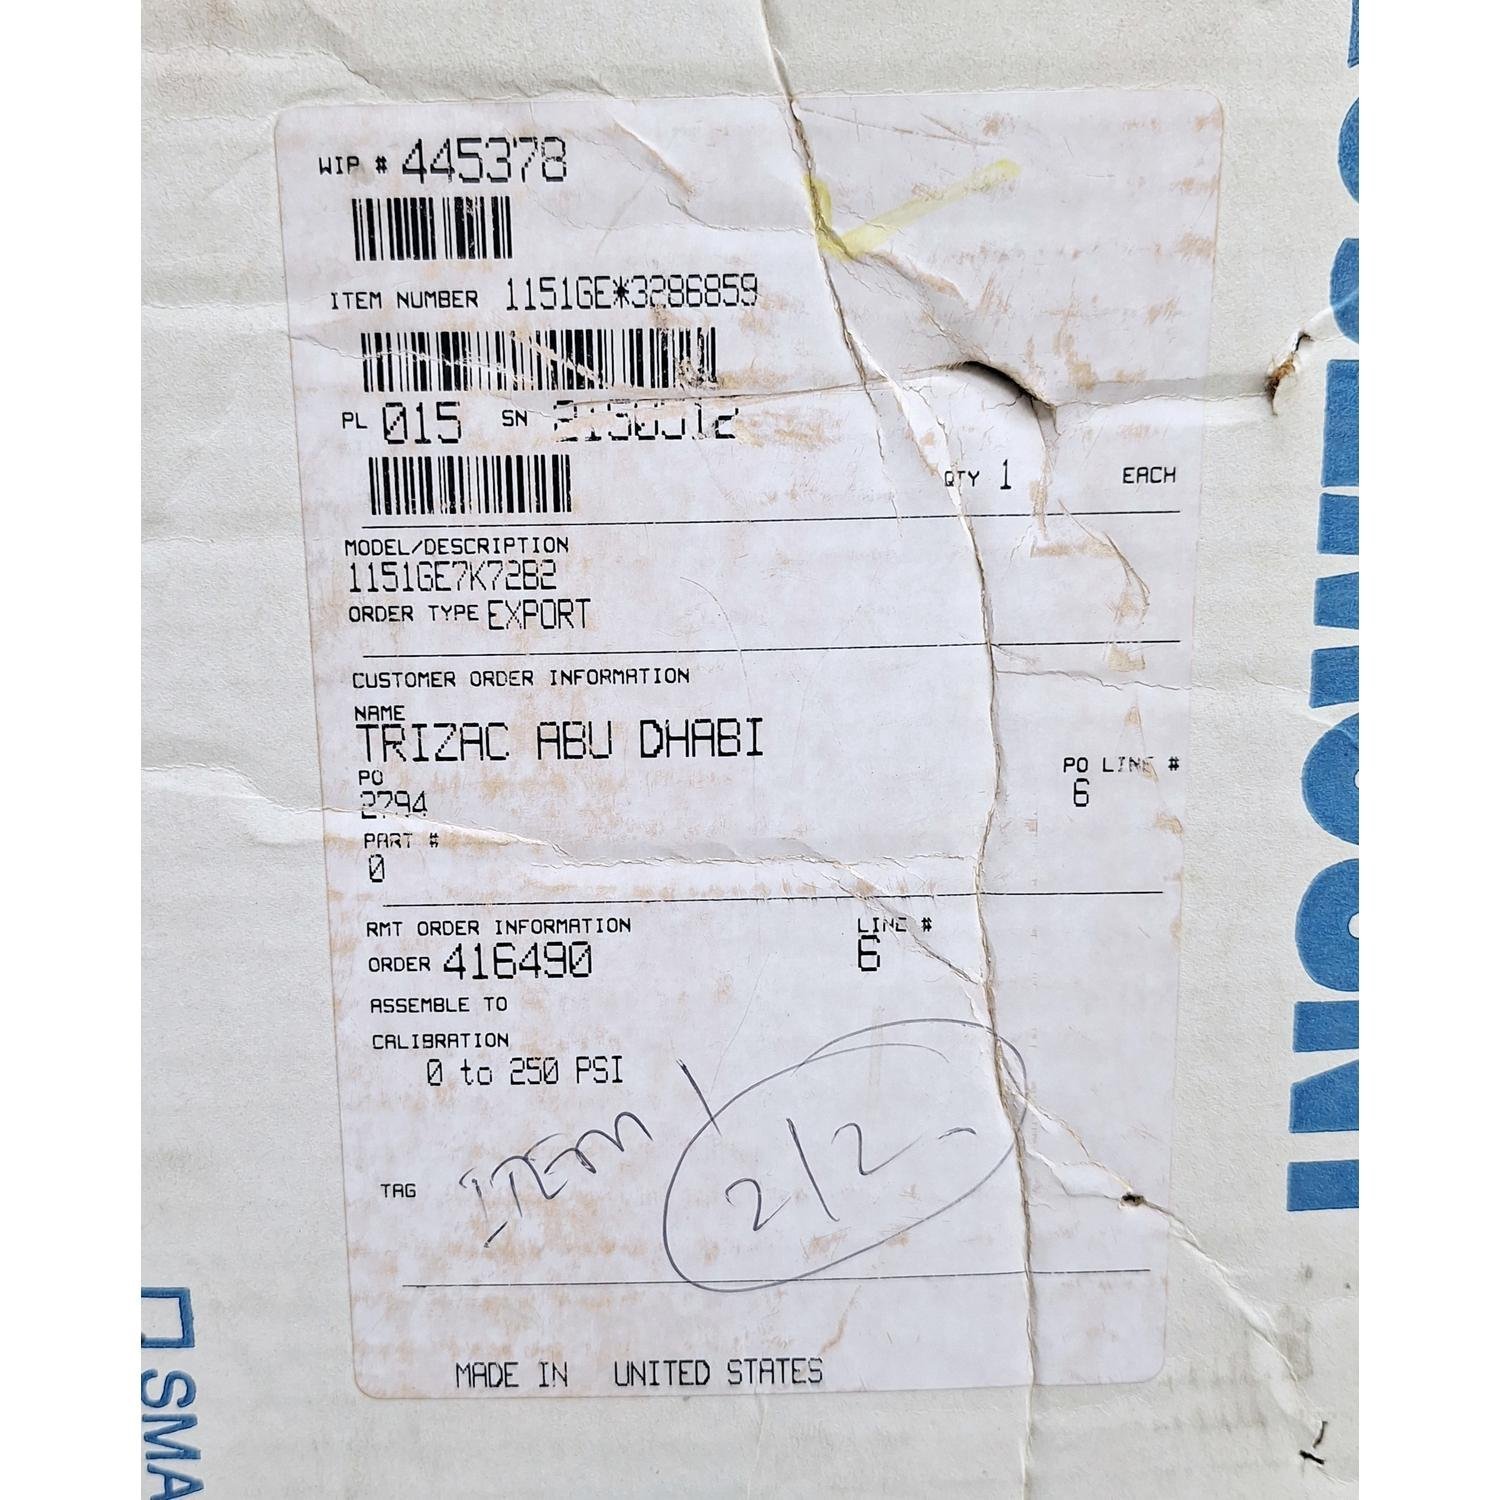 WIP # 445378
ITEM NUMBER 1151GE*3286859
PL 015 SN
QTY 1 EACH
MODEL/DESCRIPTION
1151GE7K72B2
ORDER TYPE EXPORT
CUSTOMER ORDER INFORMATION
NAME
TRIZAC ABU DHABI
PO PO LINE #
2794 6
PART #
0
RMT ORDER INFORMATION LINE #
ORDER 416490 6
ASSEMBLE TO
CALIBRATION
0 to 250 PSI
TAG ITEM 2/2
MADE IN UNITED STATES
SMA